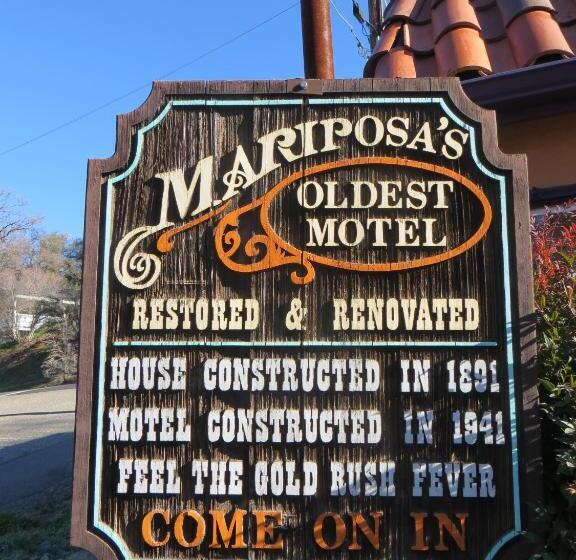 MARIPOSA'S
OLDEST
MOTEL
RESTORED & RENOVATED
HOUSE CONSTRUCTED IN 1891
MOTEL CONSTRUCTED IN 1941
FEEL THE GOLD RUSH FEVER
COME ON IN